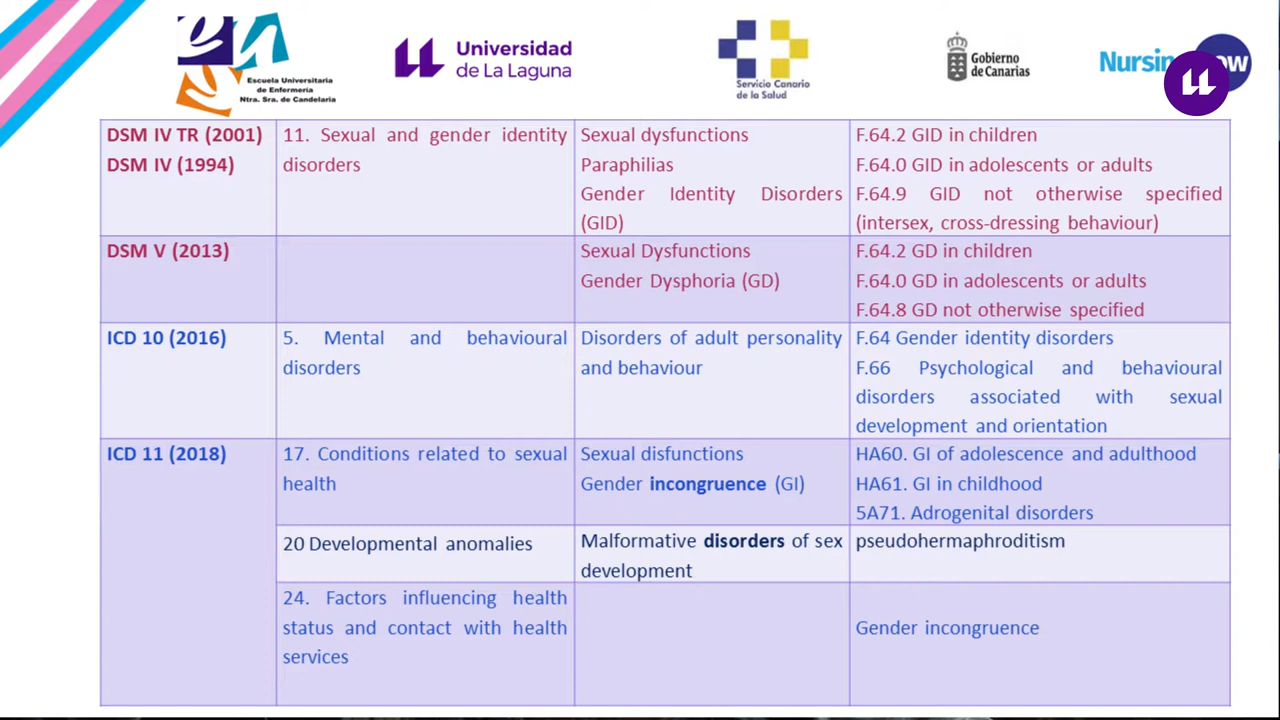 Escuela Universitaria
de Enfermería
Ntra. Sra. de Candelaria
Universidad
de La Laguna
Servicio Canario
de la Salud
Gobierno
de Canarias
DSM IV TR (2001)
DSM IV (1994)
11. Sexual and gender identity
disorders
Sexual dysfunctions
Paraphilias
Gender Identity Disorders
(GID)
F.64.2 GID in children
F.64.0 GID in adolescents or adults
F.64.9 GID not otherwise specified
(intersex, cross-dressing behaviour)
DSM V (2013)
Sexual Dysfunctions
Gender Dysphoria (GD)
F.64.2 GD in children
F.64.0 GD in adolescents or adults
F.64.8 GD not otherwise specified
ICD 10 (2016)
5. Mental and behavioural
disorders
Disorders of adult personality
and behaviour
F.64 Gender identity disorders
F.66 Psychological and behavioural
disorders associated with sexual
development and orientation
ICD 11 (2018)
17. Conditions related to sexual
health
Sexual disfunctions
Gender incongruence (GI)
HA60. GI of adolescence and adulthood
HA61. GI in childhood
5A71. Adrogenital disorders
20 Developmental anomalies
Malformative disorders of sex
development
pseudohermaphroditism
24. Factors influencing health
status and contact with health
services
Gender incongruence